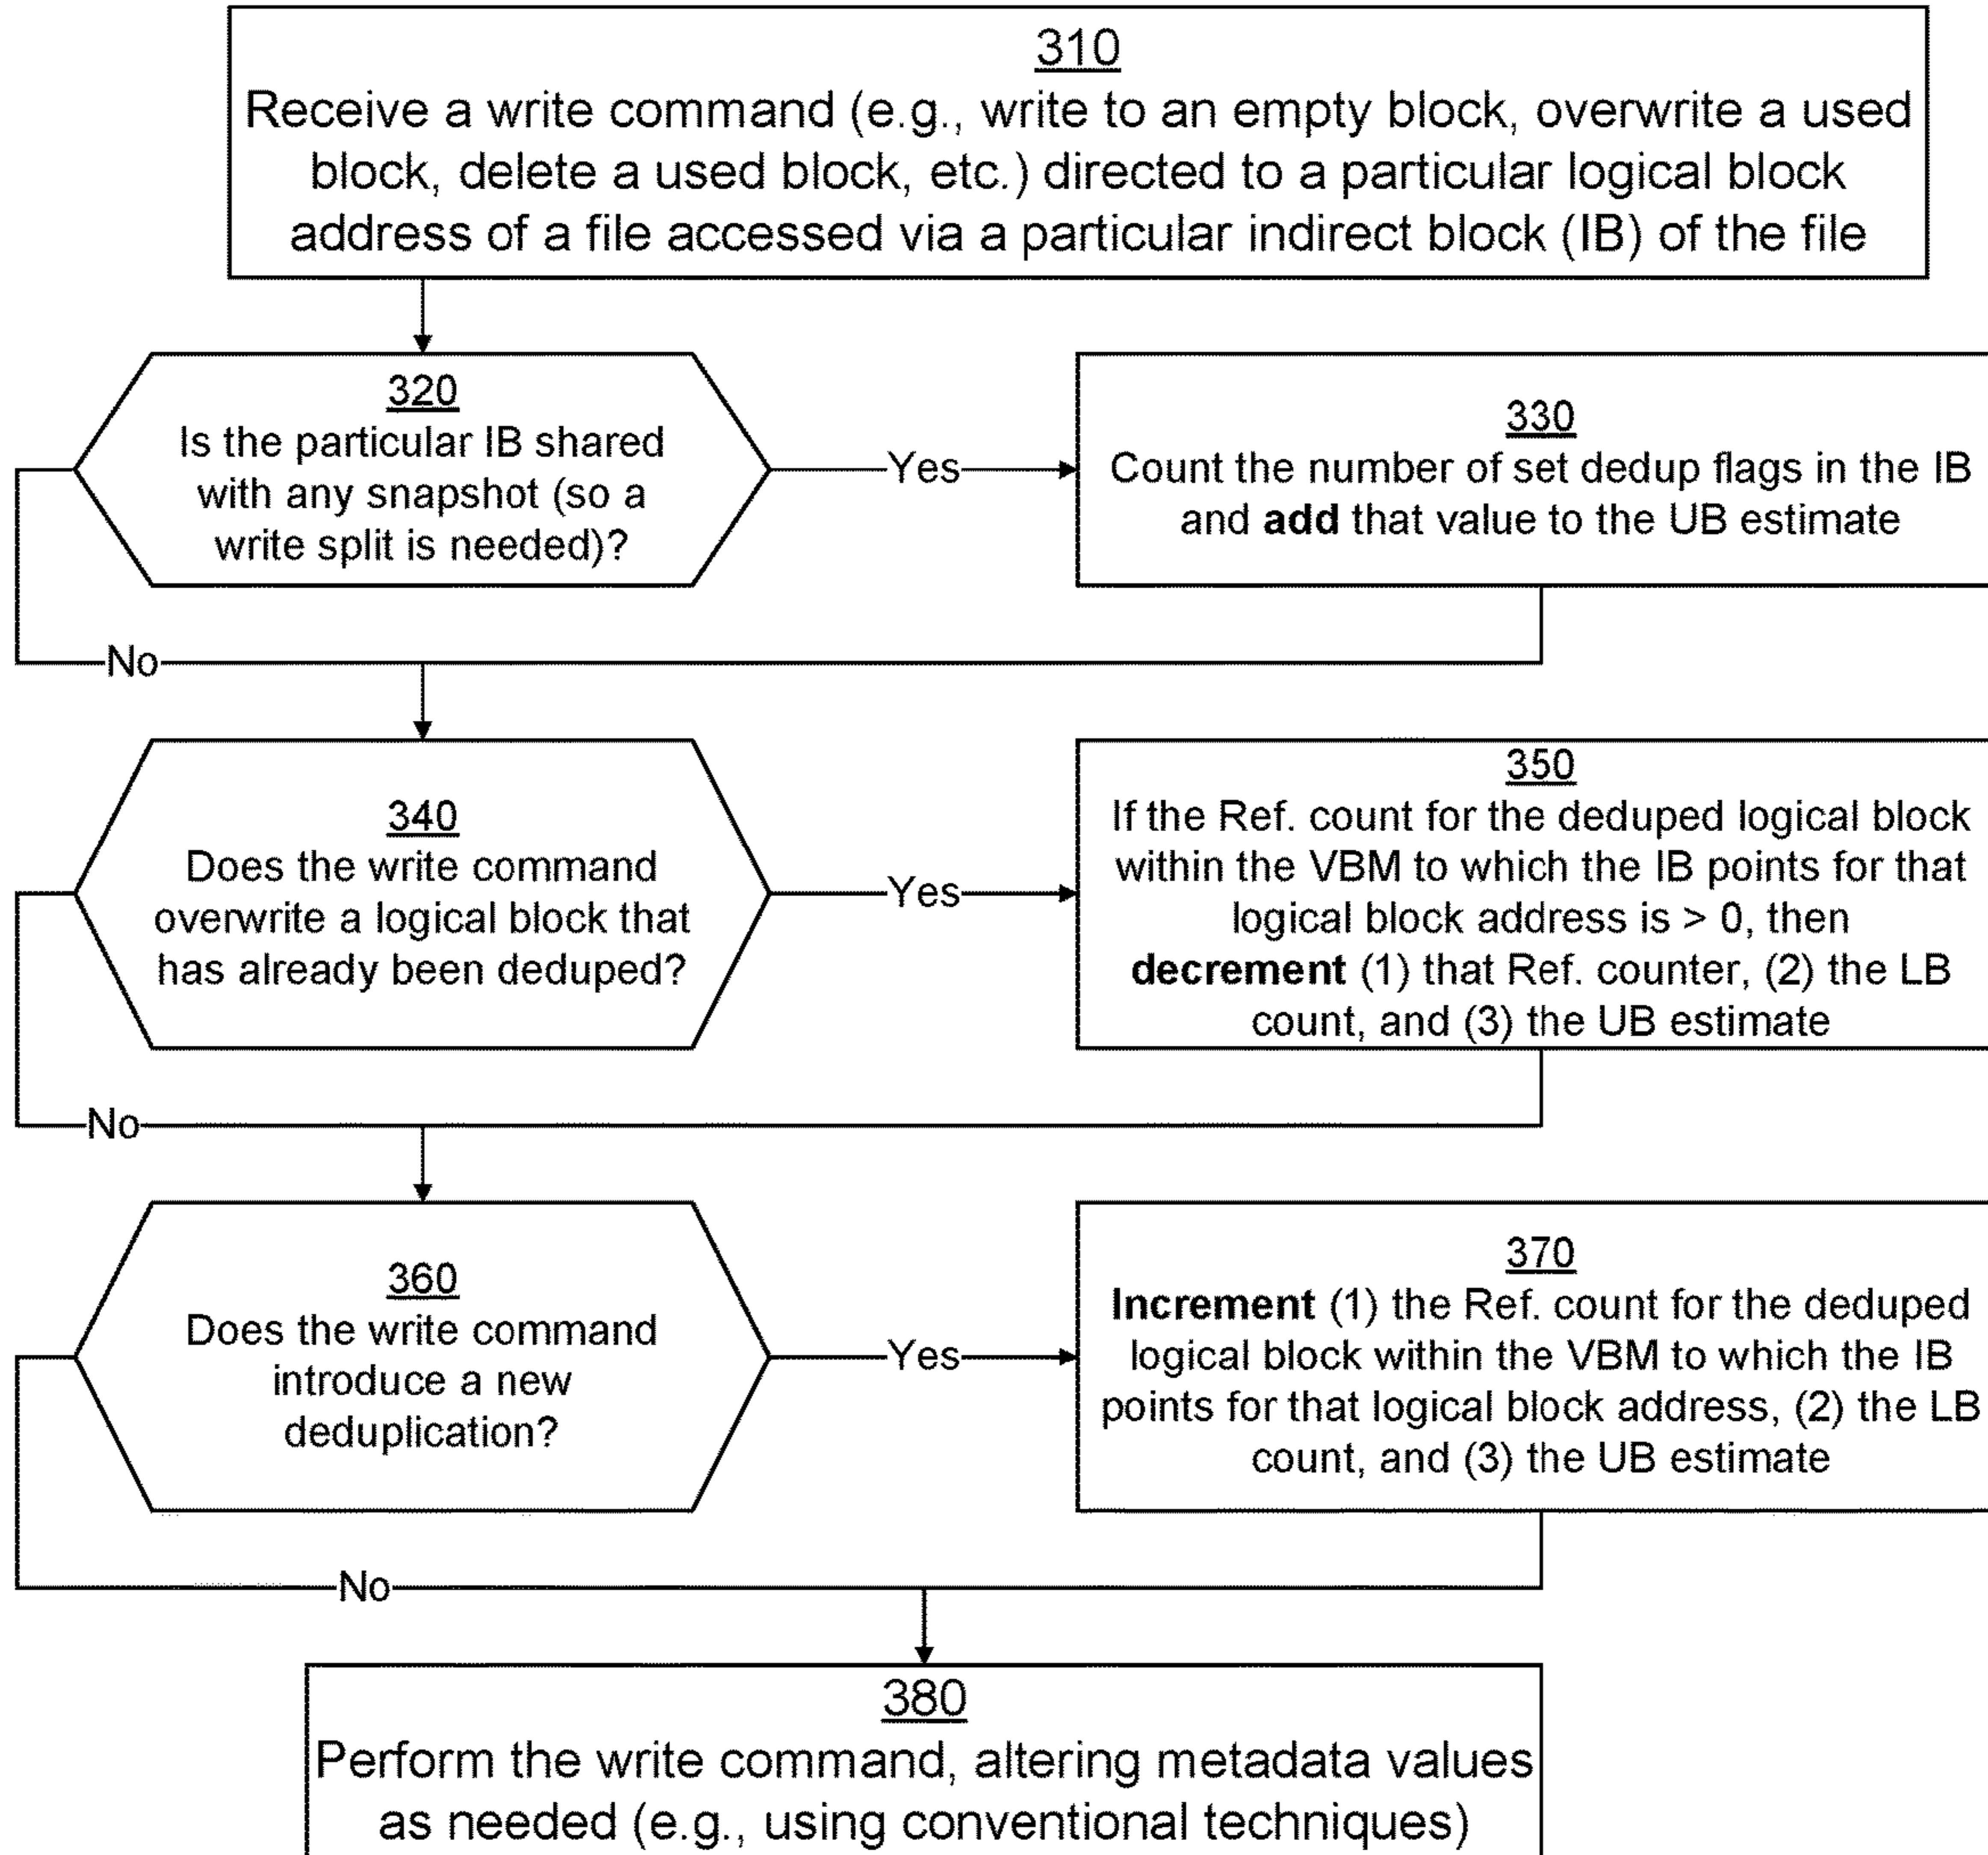 310
Receive a write command (e.g., write to an empty block, overwrite a used
block, delete a used block, etc.) directed to a particular logical block
address of a file accessed via a particular indirect block (IB) of the file
320
Is the particular IB shared
with any snapshot (so a
write split is needed)?
Yes
330
Count the number of set dedup flags in the IB
and add that value to the UB estimate
No
340
Does the write command
overwrite a logical block that
has already been deduped?
Yes
350
If the Ref. count for the deduped logical block
within the VBM to which the IB points for that
logical block address is > 0, then
decrement (1) that Ref. counter, (2) the LB
count, and (3) the UB estimate
No
360
Does the write command
introduce a new
deduplication?
Yes
370
Increment (1) the Ref. count for the deduped
logical block within the VBM to which the IB
points for that logical block address, (2) the LB
count, and (3) the UB estimate
No
380
Perform the write command, altering metadata values
as needed (e.g., using conventional techniques)